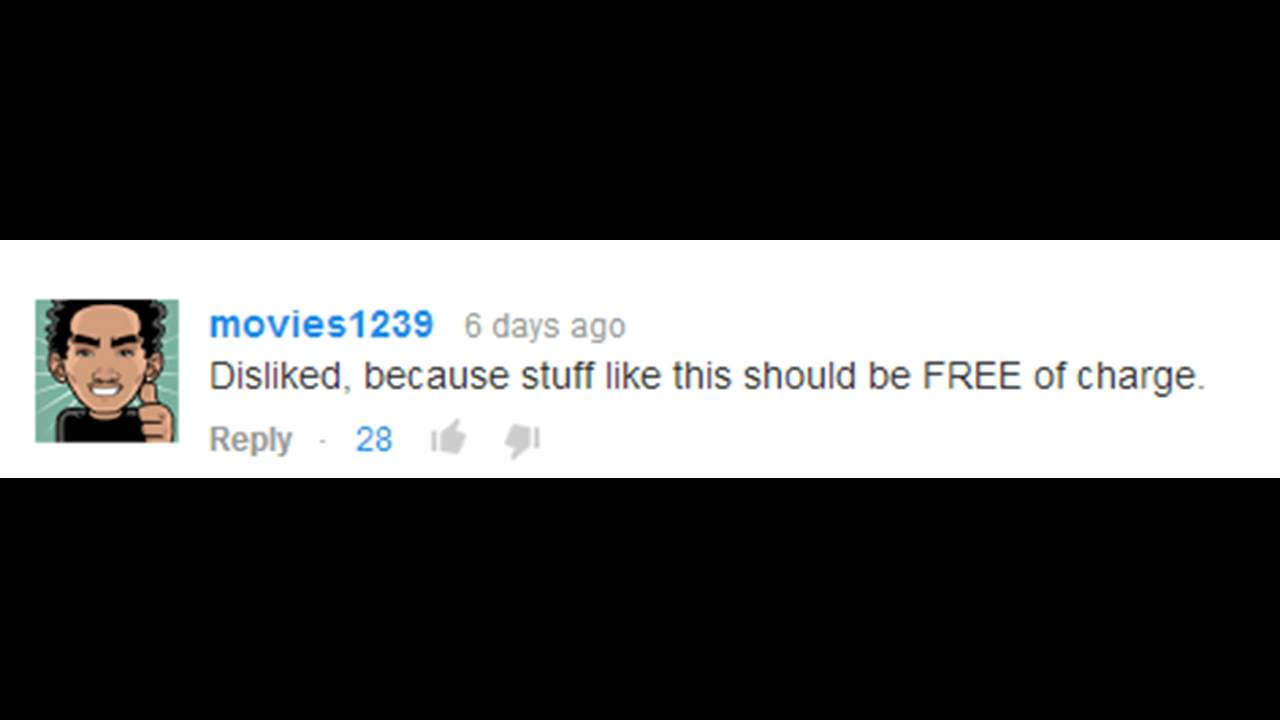 movies1239 6 days ago
Disliked, because stuff like this should be FREE of charge.
Reply · 28